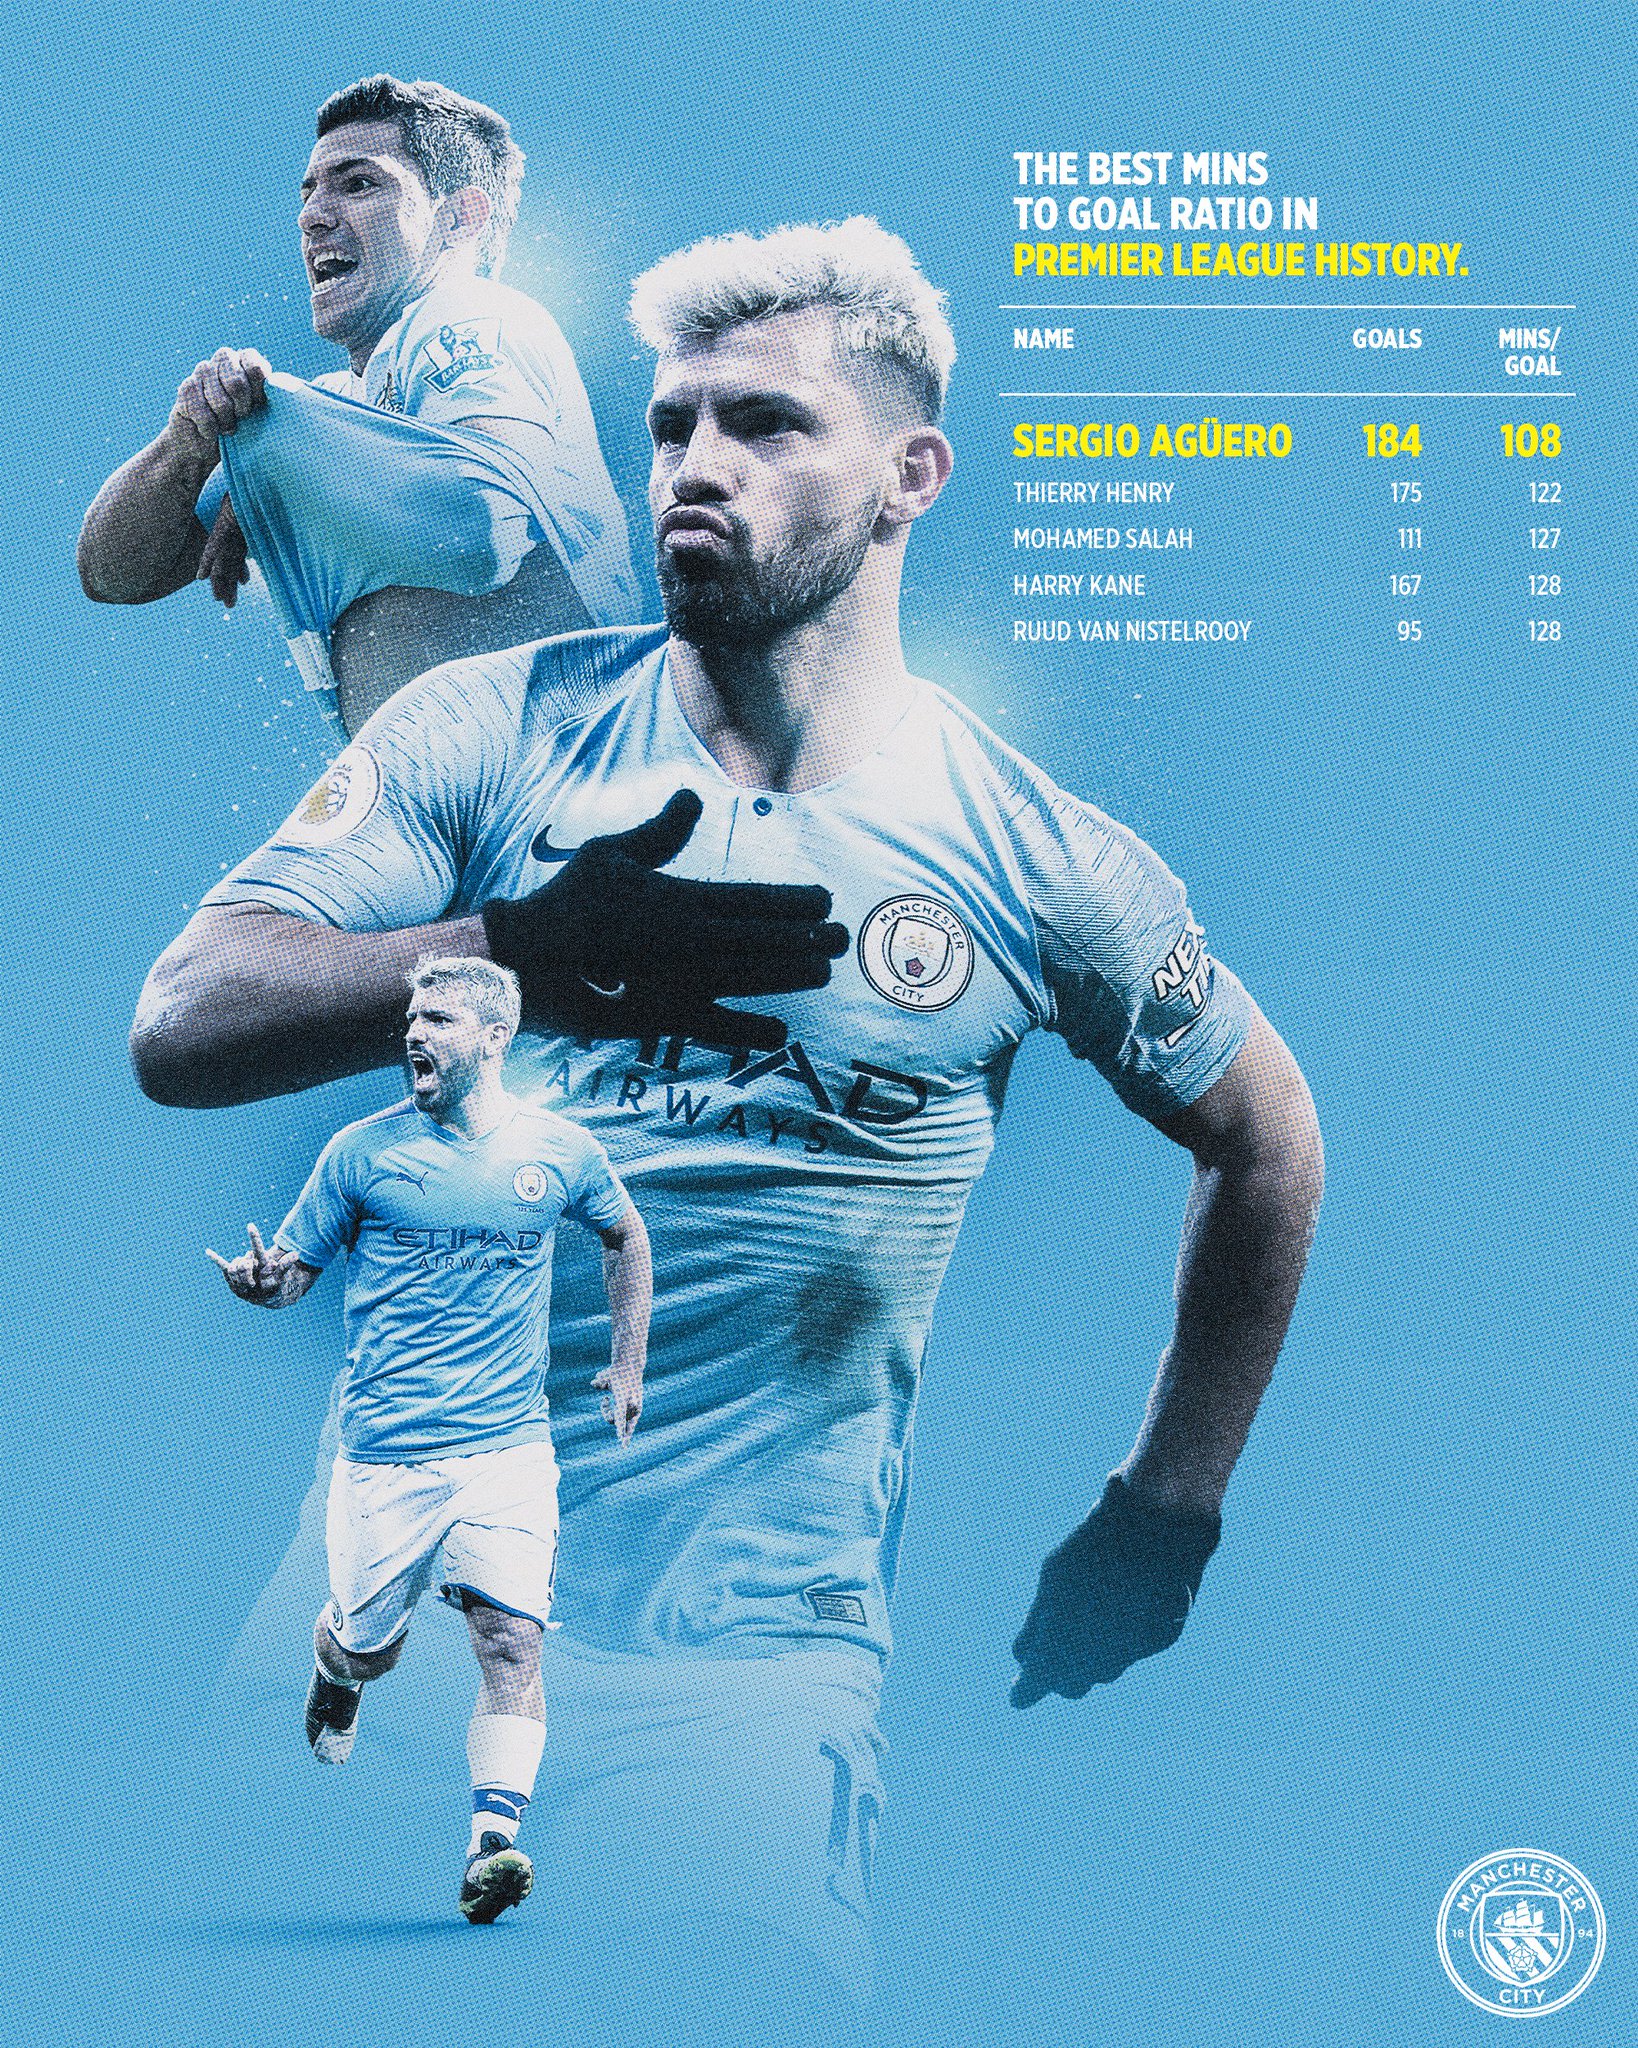 THE BEST MINS
TO GOAL RATIO IN
PREMIER LEAGUE HISTORY.
NAME GOALS MINS/
GOAL
SERGIO AGÜERO 184 108
THIERRY HENRY 175 122
MOHAMED SALAH 111 127
HARRY KANE 167 128
RUUD VAN NISTELROOY 95 128
BARCLAYS
MANCHESTER
CITY
AIRWAYS
ETIHAD
AIRWAYS
MANCHESTER
18 94
CITY